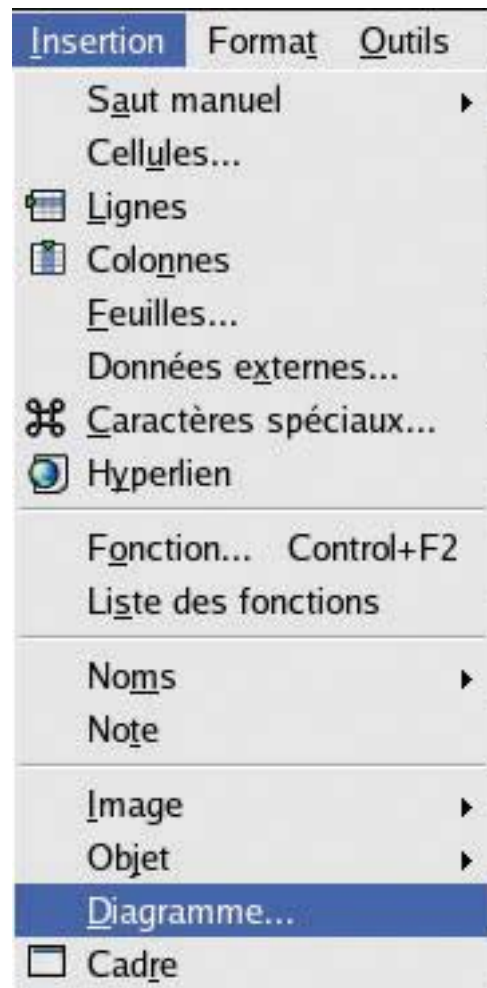 Insertion Format Outils
Saut manuel
Cellules...
Lignes
Colonnes
Feuilles...
Données externes...
Caractères spéciaux...
Hyperlien
Fonction... Control+F2
Liste des fonctions
Noms
Note
Image
Objet
Diagramme...
Cadre